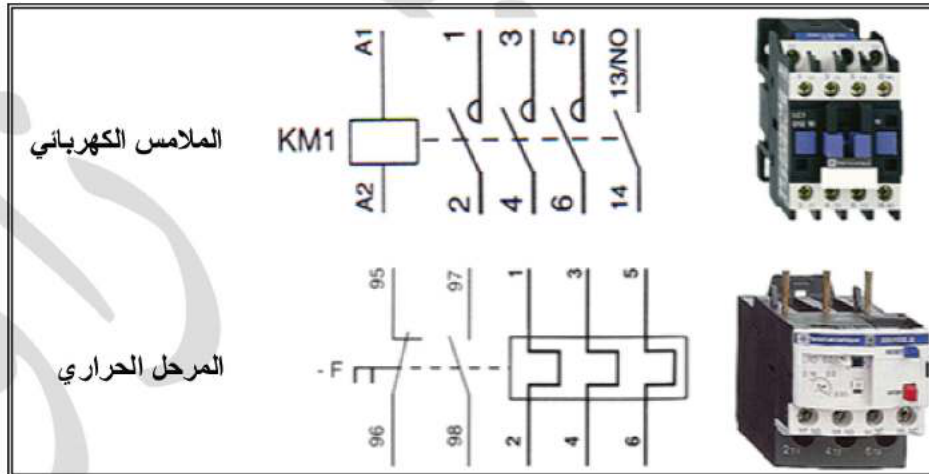 A1 1 3 5 13/NO
الملامس الكهربائي
KM1
A2 2 4 6 14
95 97 1 3 5
المرحل الحراري
- F
96 98 2 4 6